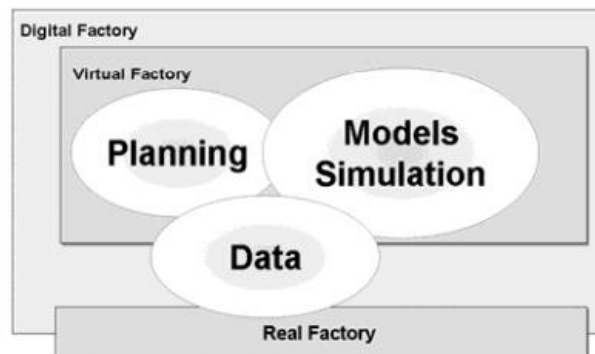 Digital Factory
Virtual Factory
Planning
Models
Simulation
Data
Real Factory